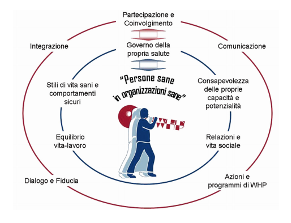 Partecipazione e
Coinvolgimento
Integrazione
Governo della
propria salute
Comunicazione
"Persone sane
in organizzazioni sane"
Stili di vita sani e
comportamenti
sicuri
Consapevolezza
delle proprie
capacità e
potenzialità
Equilibrio
vita-lavoro
Relazioni e
vita sociale
Dialogo e Fiducia
Azioni e
programmi di WHP